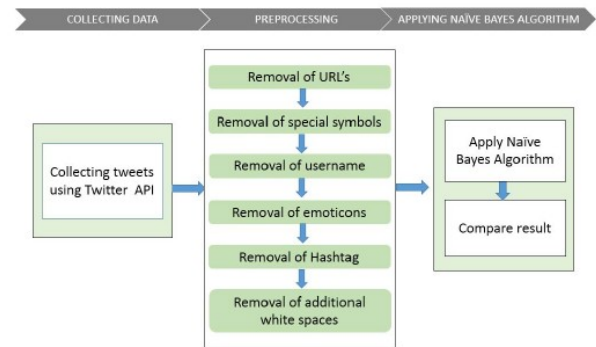 COLLECTING DATA
PREPROCESSING
APPLYING NAÏVE BAYES ALGORITHM
Collecting tweets
using Twitter API
Removal of URL's
Removal of special symbols
Removal of username
Removal of emoticons
Removal of Hashtag
Removal of additional
white spaces
Apply Naïve
Bayes Algorithm
Compare result